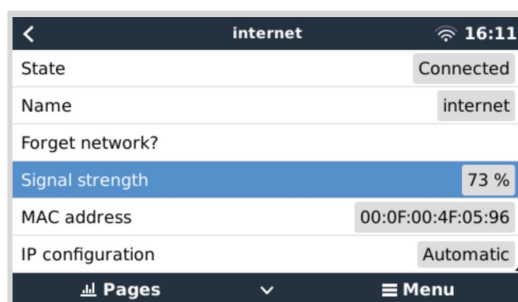 internet 16:11
State Connected
Name internet
Forget network?
Signal strength 73 %
MAC address 00:0F:00:4F:05:96
IP configuration Automatic
Pages Menu